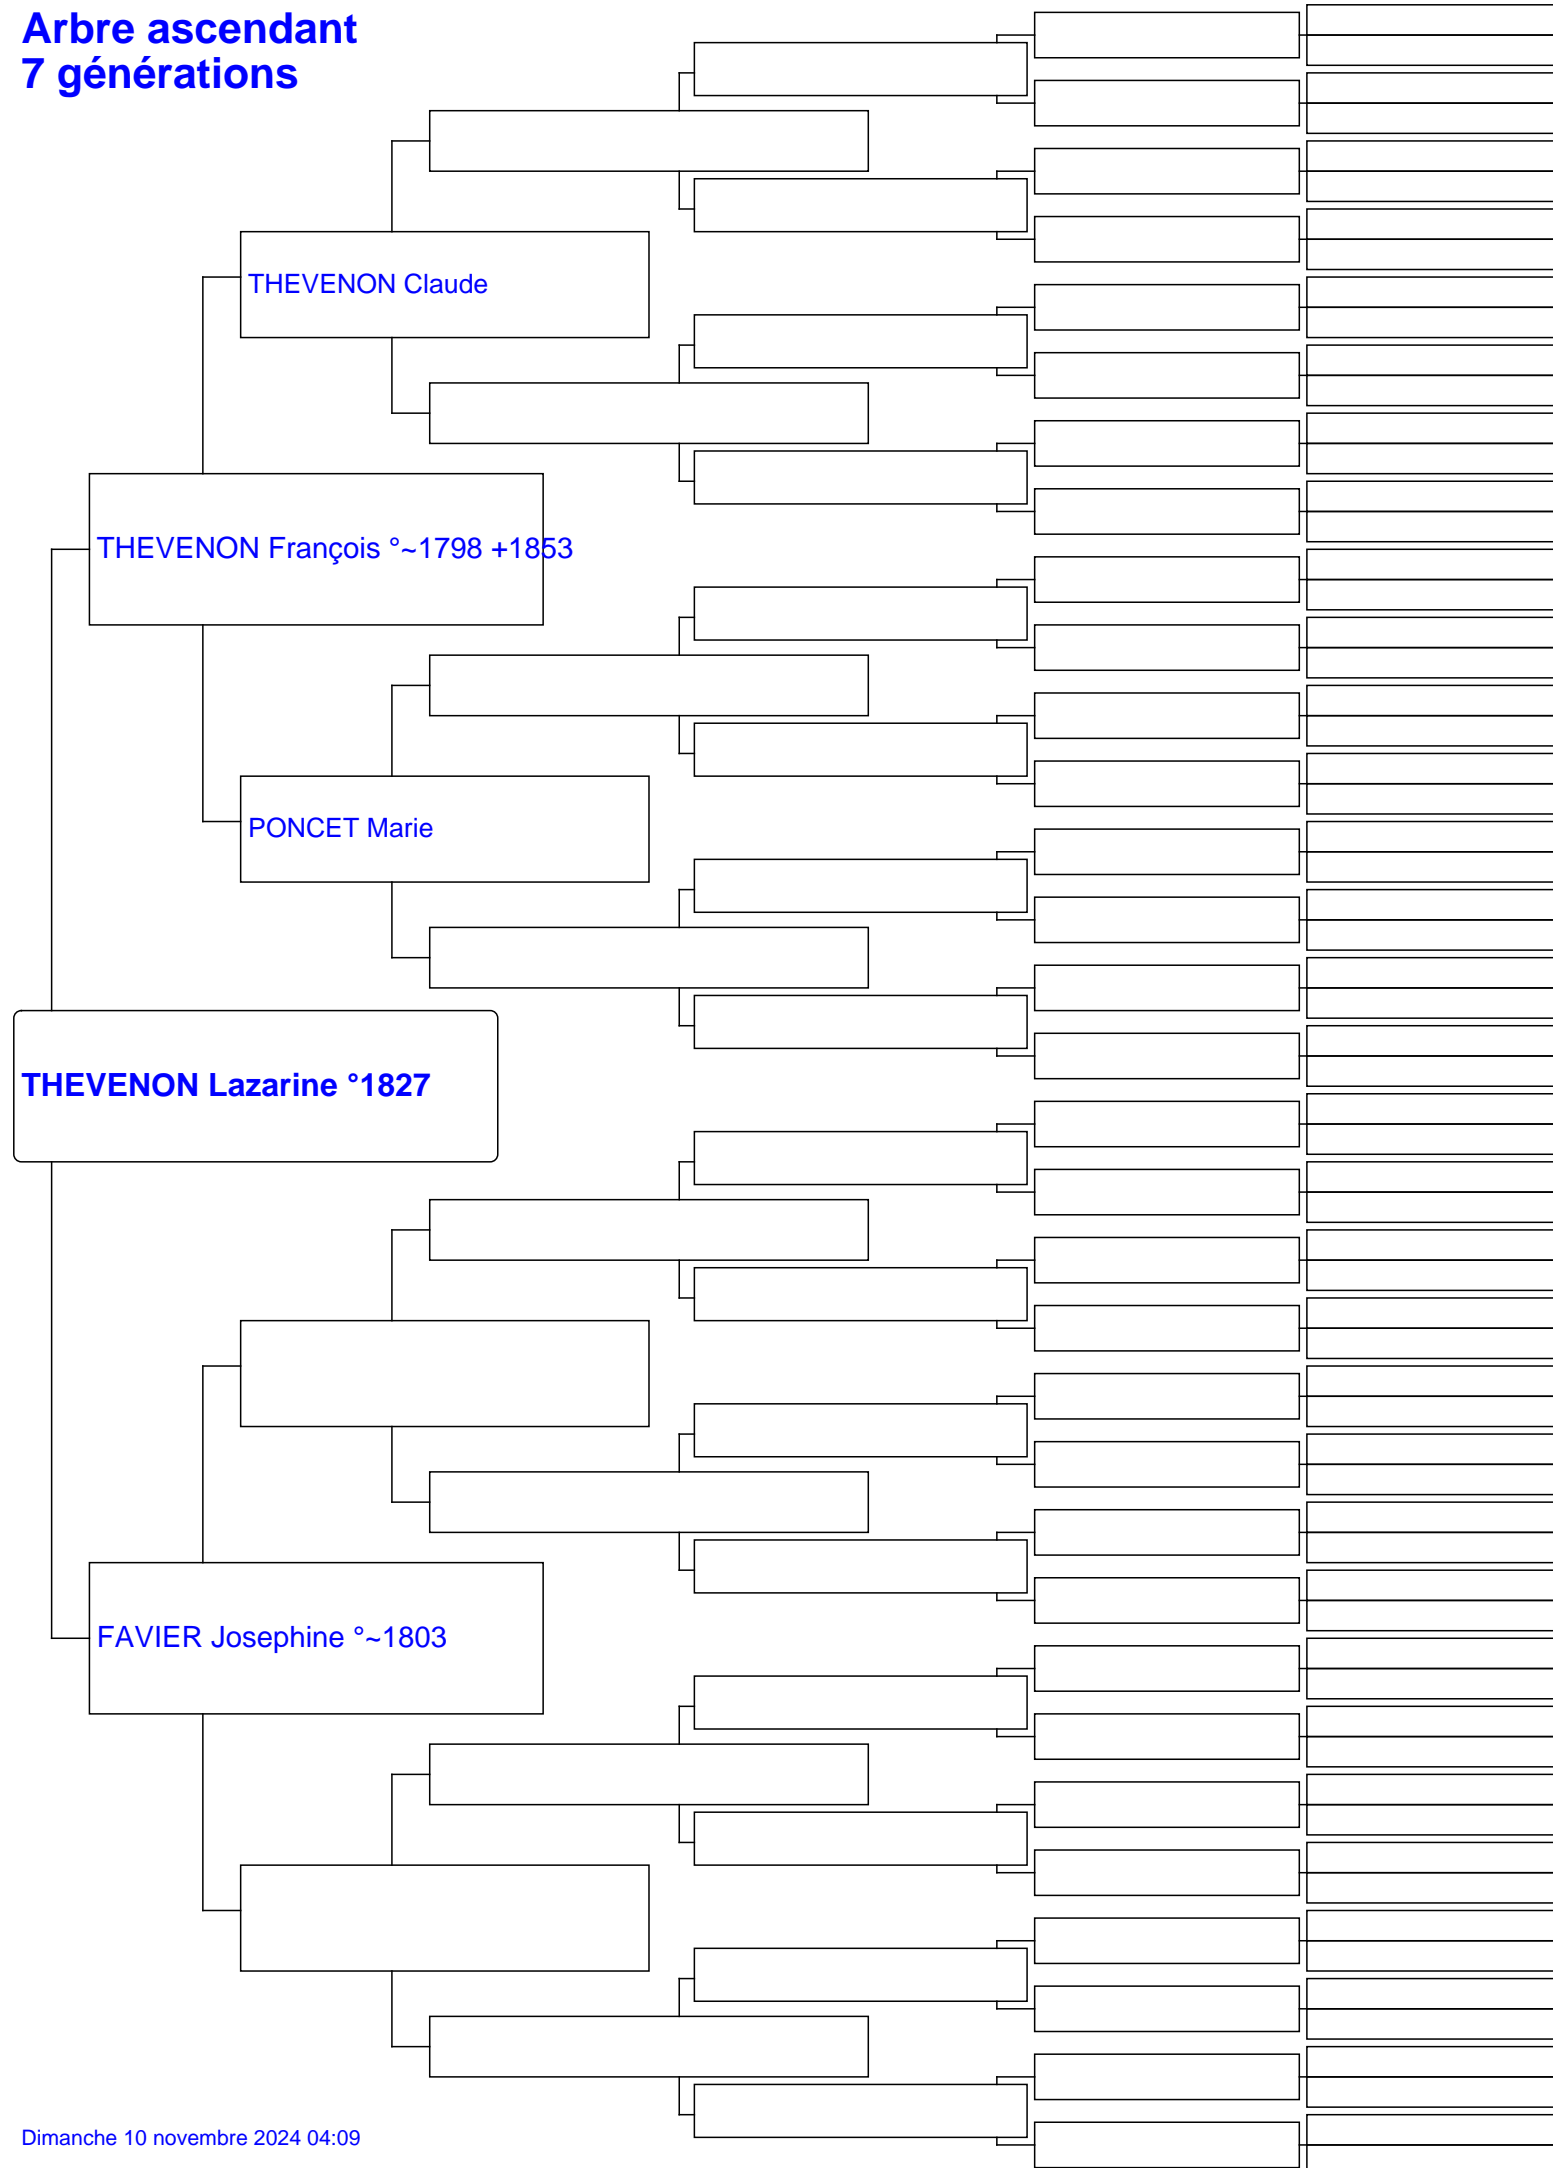 Arbre ascendant
7 générations
THEVENON Claude
THEVENON François °~1798 +1853
PONCET Marie
THEVENON Lazarine °1827
FAVIER Josephine °~1803
Dimanche 10 novembre 2024 04:09